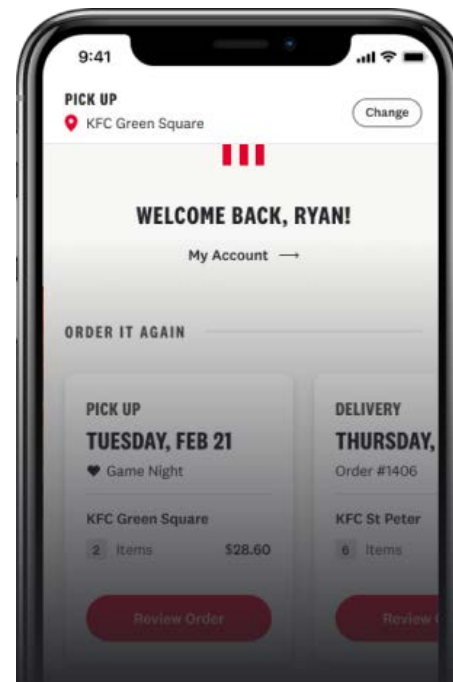 9:41
PICK UP
KFC Green Square
Change
WELCOME BACK, RYAN!
My Account →
ORDER IT AGAIN
PICK UP
TUESDAY, FEB 21
Game Night
KFC Green Square
2 Items $28.60
Review Order
DELIVERY
THURSDAY,
Order #1406
KFC St Peter
6 Items
Review